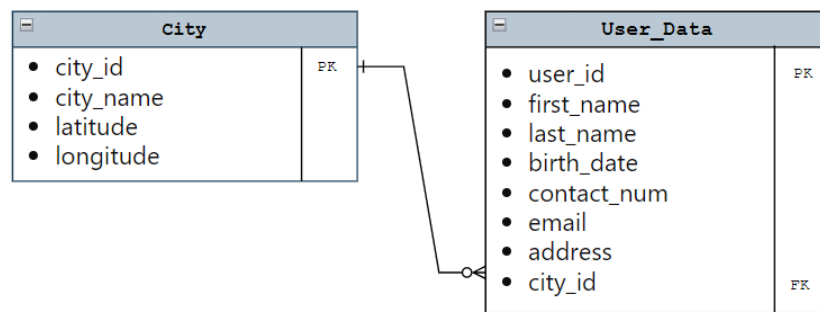 City
city_id PK
city_name
latitude
longitude
User_Data
user_id PK
first_name
last_name
birth_date
contact_num
email
address
city_id FK